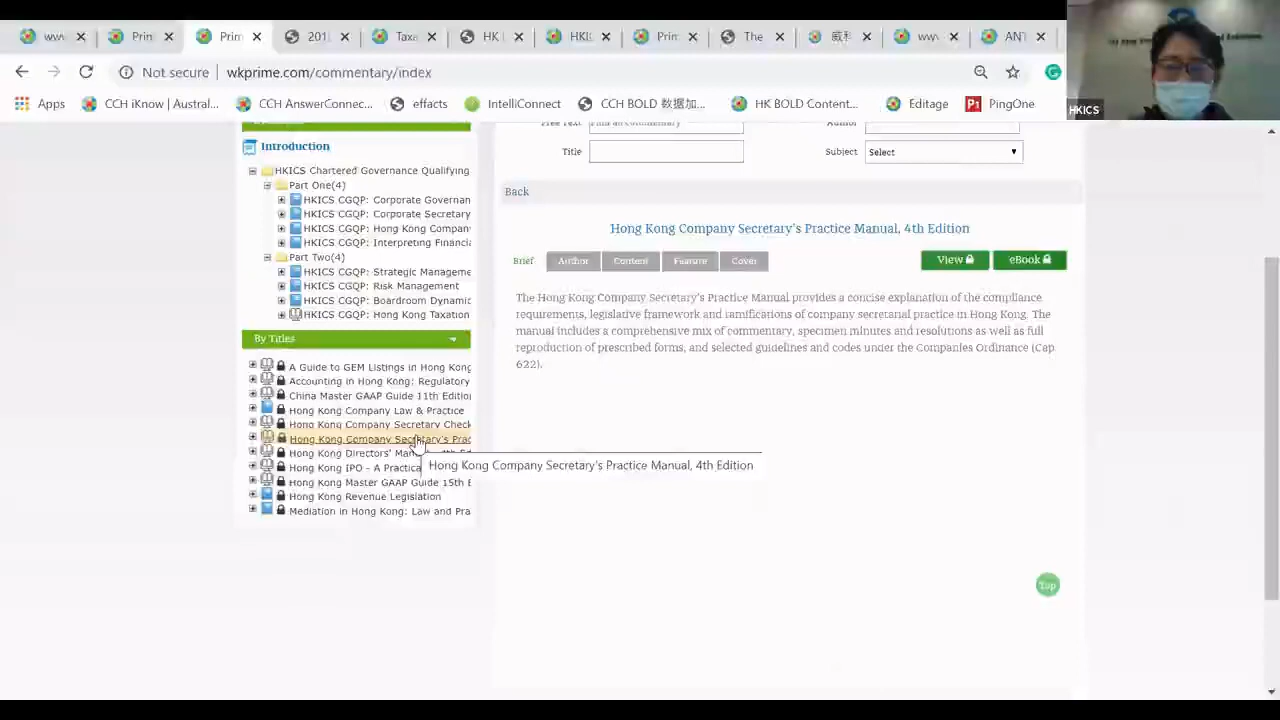 www
Prim
Prim
Taxa
HK I
HKI
Prim
The
www
ANT
Not secure
wkprime.com/commentary/index
HKICS
Apps
CCH iKnow | Austral...
CCH AnswerConnec...
effacts
IntelliConnect
CCH BOLD 数据加...
HK BOLD Content...
Editage
PingOne
Introduction
HKICS Chartered Governance Qualifying
Part One(4)
HKICS CGQP: Corporate Governan
HKICS CGQP: Corporate Secretary
HKICS CGQP: Hong Kong Compan
HKICS CGQP: Interpreting Financia
Part Two(4)
HKICS CGQP: Strategic Manageme
HKICS CGQP: Risk Management
HKICS CGQP: Boardroom Dynamic
HKICS CGQP: Hong Kong Taxation
By Titles
A Guide to GEM Listings in Hong Kong
Accounting in Hong Kong: Regulatory
China Master GAAP Guide 11th Edition
Hong Kong Company Law & Practice
Hong Kong Company Secretary Check
Hong Kong Company Secretary's Prac
Hong Kong Directors' Man
Hong Kong IPO - A Practica
Hong Kong Master GAAP Guide 15th E
Hong Kong Revenue Legislation
Mediation in Hong Kong: Law and Pra
Free Text
Author
Title
Subject
Select
Back
Hong Kong Company Secretary's Practice Manual, 4th Edition
Brief
Author
Content
Feature
Cover
View
eBook
The Hong Kong Company Secretary's Practice Manual provides a concise explanation of the compliance
requirements, legislative framework and ramifications of company secretarial practice in Hong Kong. The
manual includes a comprehensive mix of commentary, specimen minutes and resolutions as well as full
reproduction of prescribed forms, and selected guidelines and codes under the Companies Ordinance (Cap.
622).
Hong Kong Company Secretary's Practice Manual, 4th Edition
Top